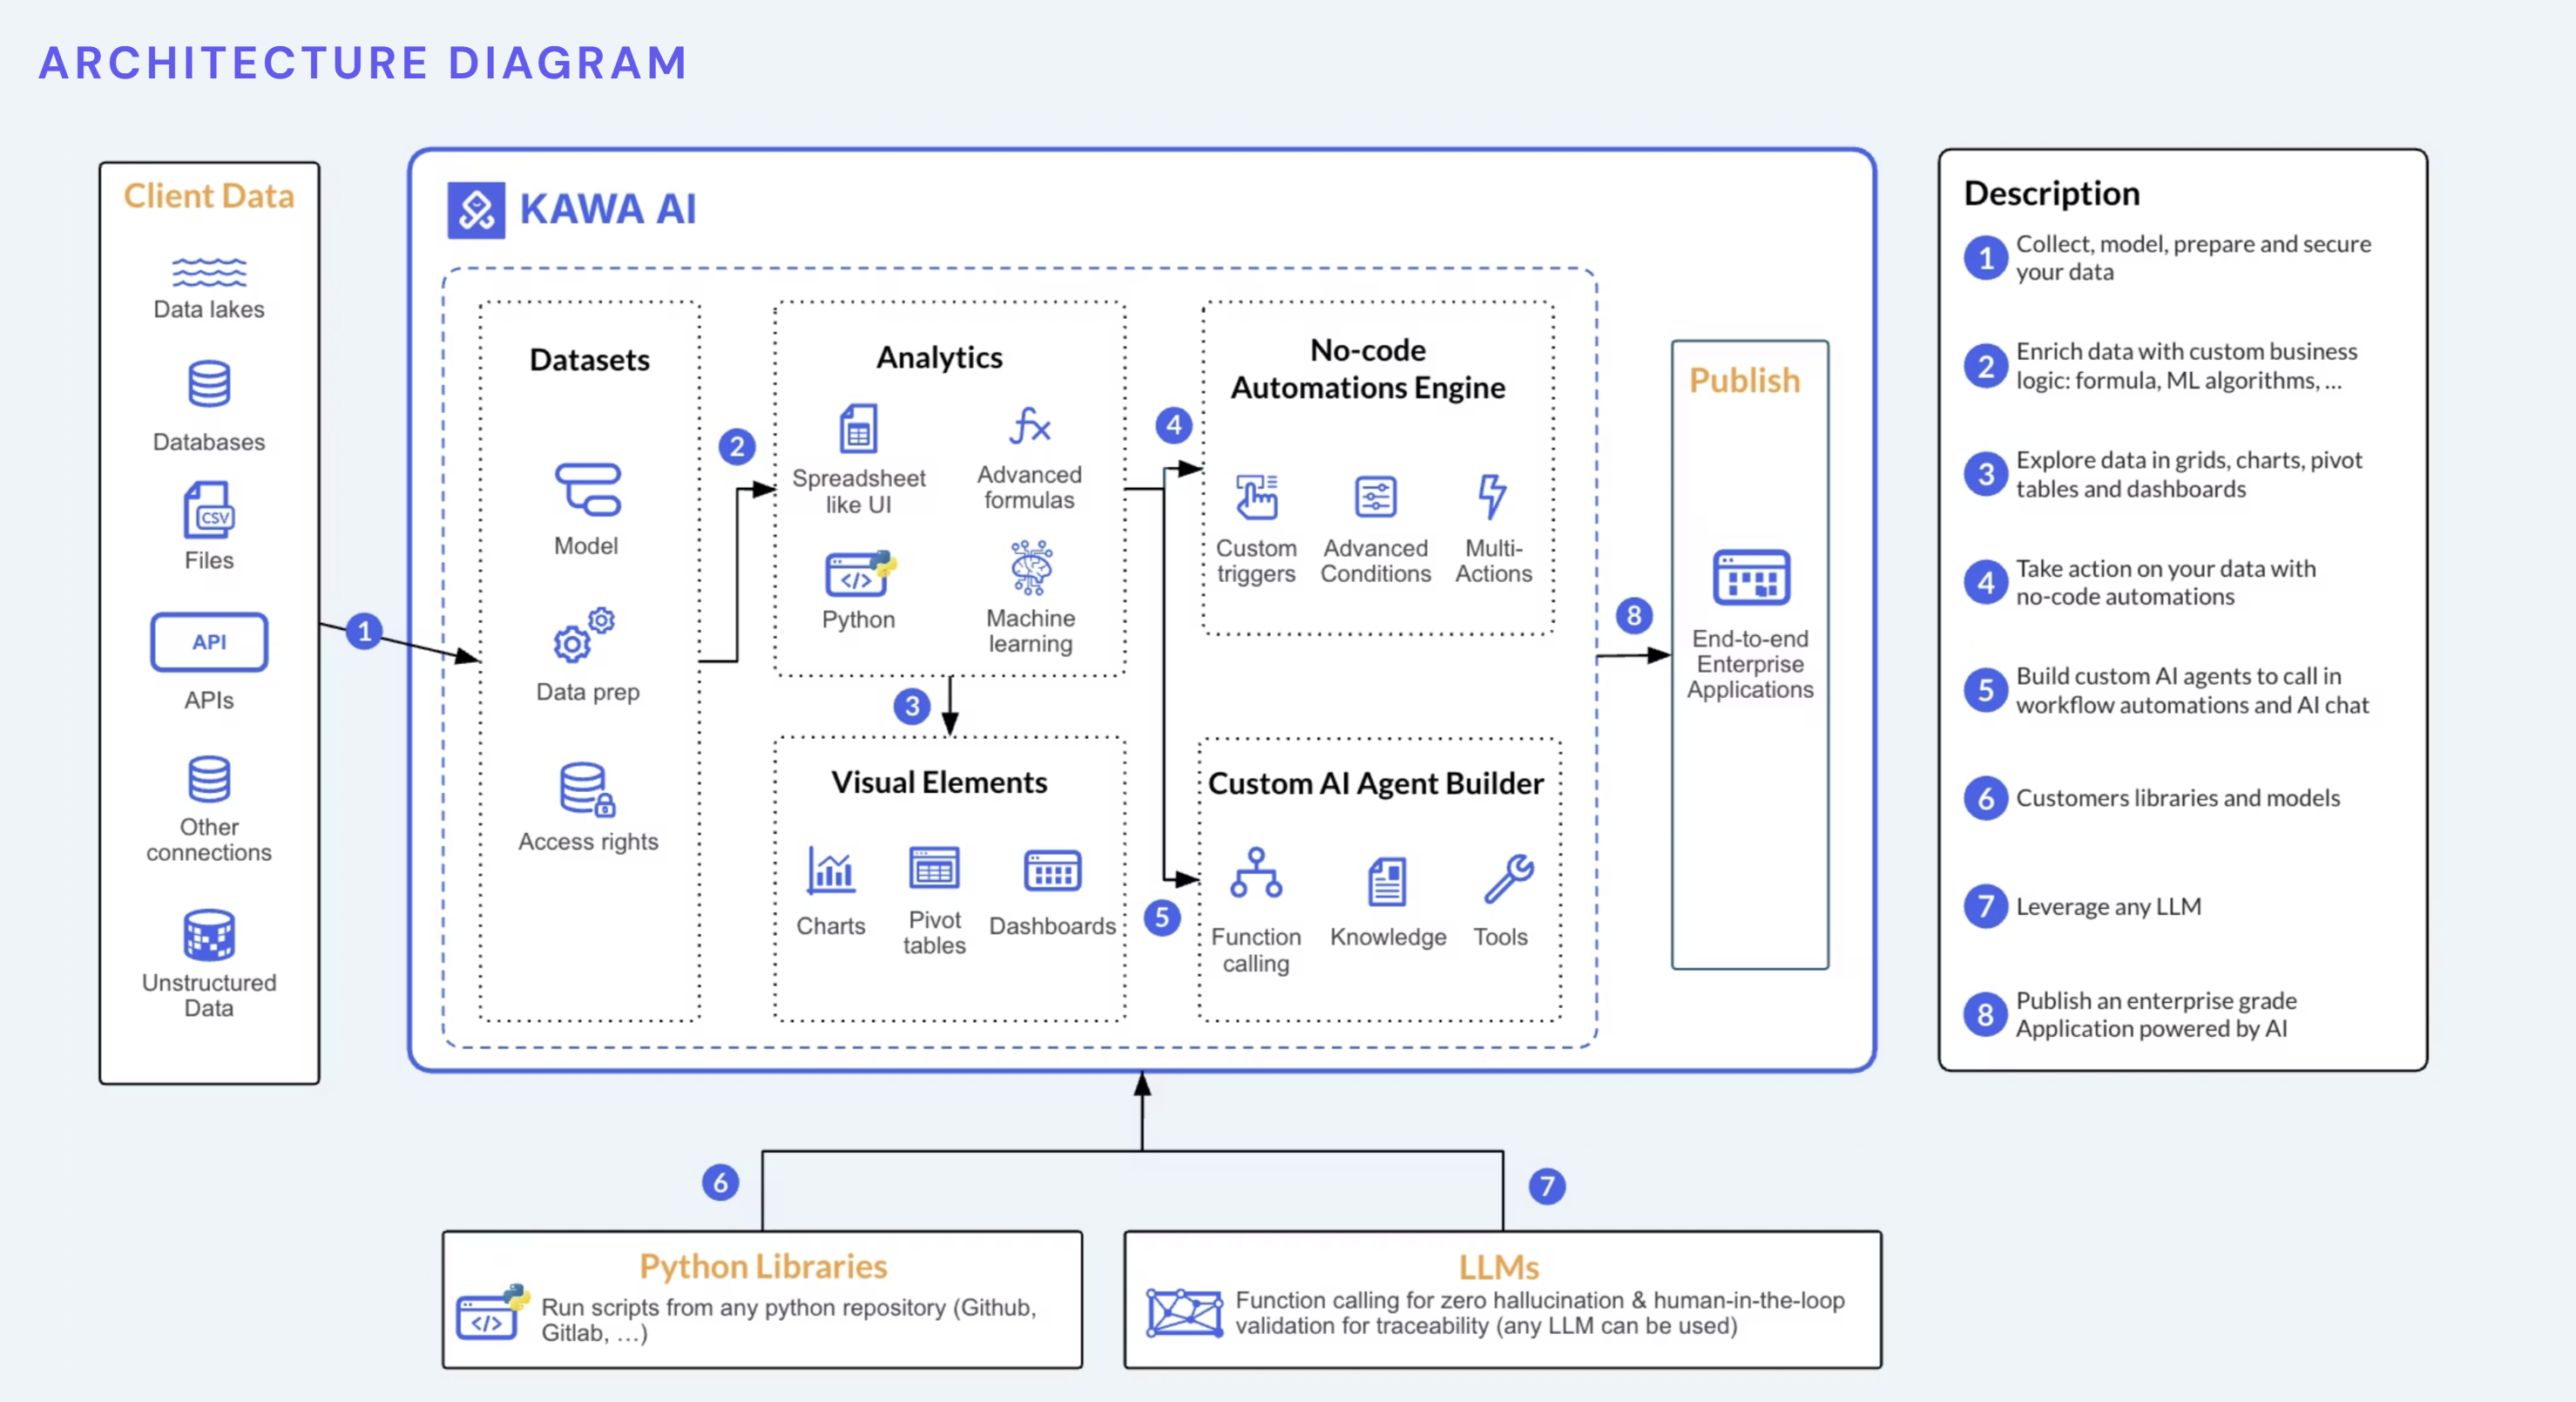 ARCHITECTURE DIAGRAM
Client Data
Data lakes
Databases
CSV
Files
API
APIs
Other
connections
Unstructured
Data
1
KAWA AI
Datasets
Model
Data prep
Access rights
2
Analytics
Spreadsheet
like UI
fx
Advanced
formulas
</>
Python
Machine
learning
3
Visual Elements
Charts
Pivot
tables
Dashboards
4
No-code
Automations Engine
Custom
triggers
Advanced
Conditions
Multi-
Actions
5
Custom AI Agent Builder
Function
calling
Knowledge
Tools
8
Publish
End-to-end
Enterprise
Applications
6
Python Libraries
</>
Run scripts from any python repository (Github,
Gitlab, …)
7
LLMs
Function calling for zero hallucination & human-in-the-loop
validation for traceability (any LLM can be used)
Description
1 Collect, model, prepare and secure
your data
2 Enrich data with custom business
logic: formula, ML algorithms, ...
3 Explore data in grids, charts, pivot
tables and dashboards
4 Take action on your data with
no-code automations
5 Build custom AI agents to call in
workflow automations and AI chat
6 Customers libraries and models
7 Leverage any LLM
8 Publish an enterprise grade
Application powered by AI